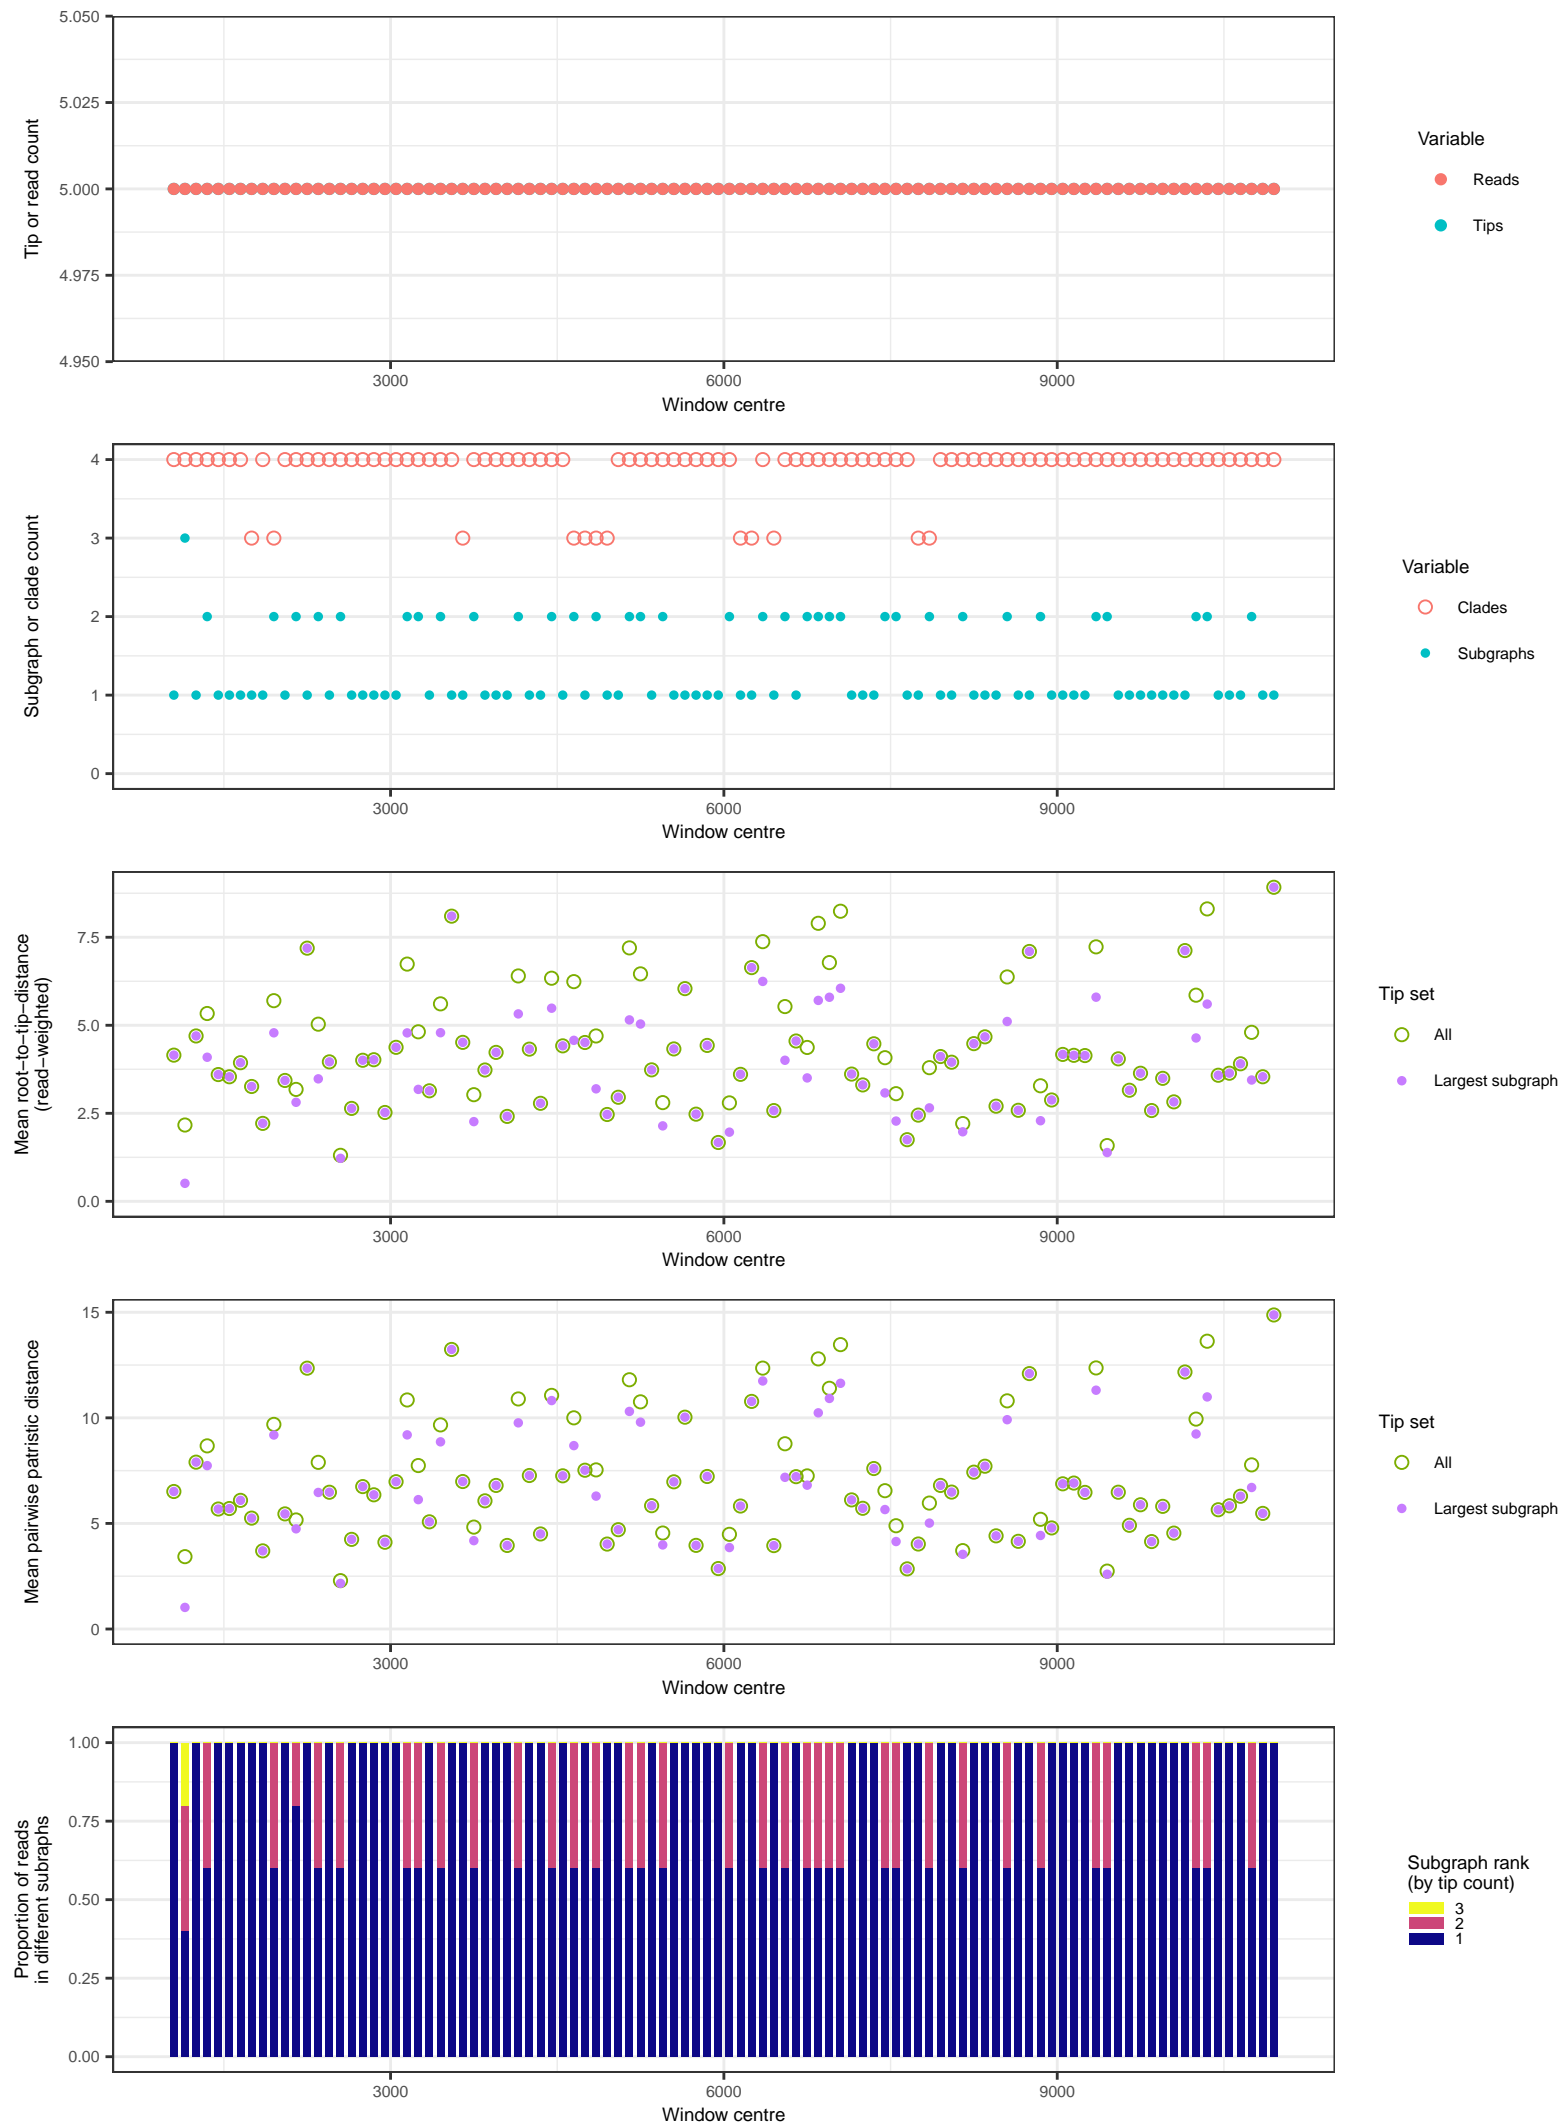 5.050
5.025
5.000
4.975
4.950
Tip or read count
3000 6000 9000
Window centre
Variable
Reads
Tips
4
3
2
1
0
Subgraph or clade count
3000 6000 9000
Window centre
Variable
Clades
Subgraphs
7.5
5.0
2.5
0.0
Mean root−to−tip−distance
(read−weighted)
3000 6000 9000
Window centre
Tip set
All
Largest subgraph
15
10
5
0
Mean pairwise patristic distance
3000 6000 9000
Window centre
Tip set
All
Largest subgraph
1.00
0.75
0.50
0.25
0.00
Proportion of reads
in different subraphs
3000 6000 9000
Window centre
Subgraph rank
(by tip count)
3
2
1